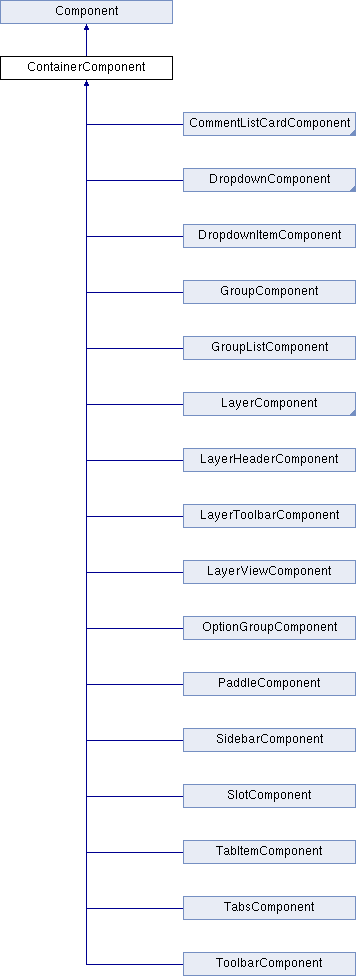 Component
ContainerComponent
CommentListCardComponent
DropdownComponent
DropdownItemComponent
GroupComponent
GroupListComponent
LayerComponent
LayerHeaderComponent
LayerToolbarComponent
LayerViewComponent
OptionGroupComponent
PaddleComponent
SidebarComponent
SlotComponent
TabItemComponent
TabsComponent
ToolbarComponent